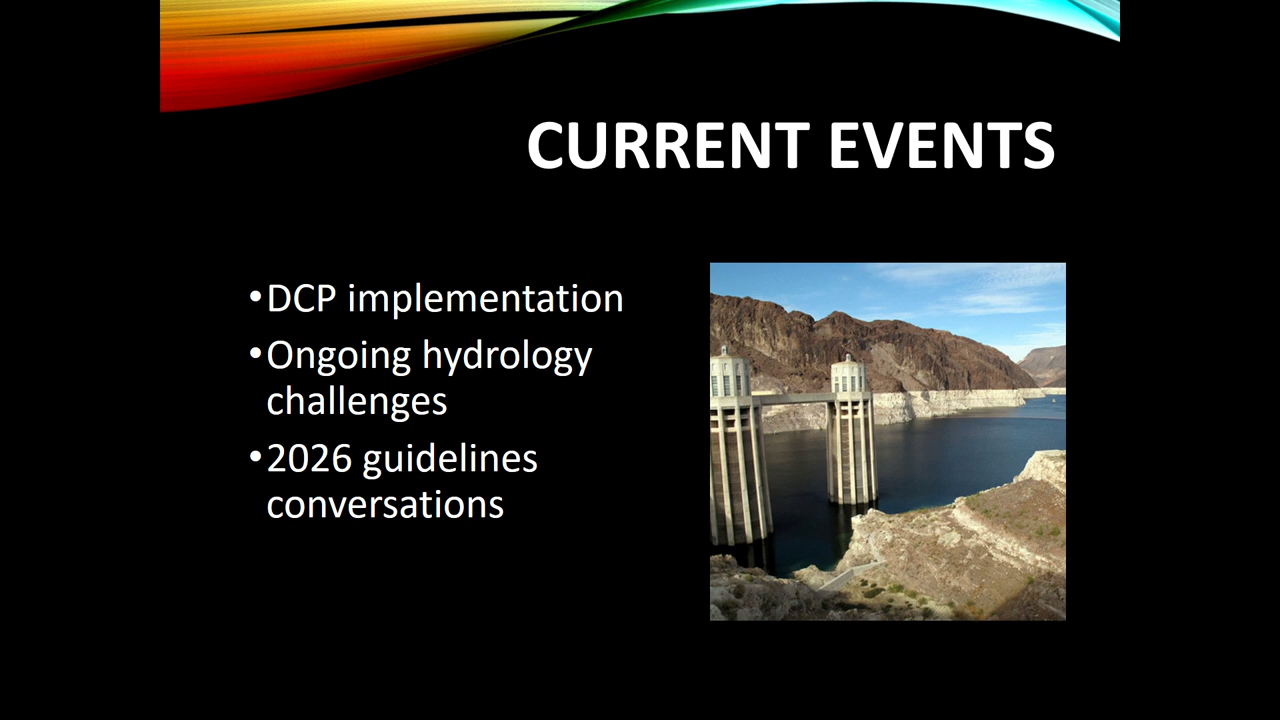 CURRENT EVENTS
•DCP implementation
•Ongoing hydrology
challenges
•2026 guidelines
conversations